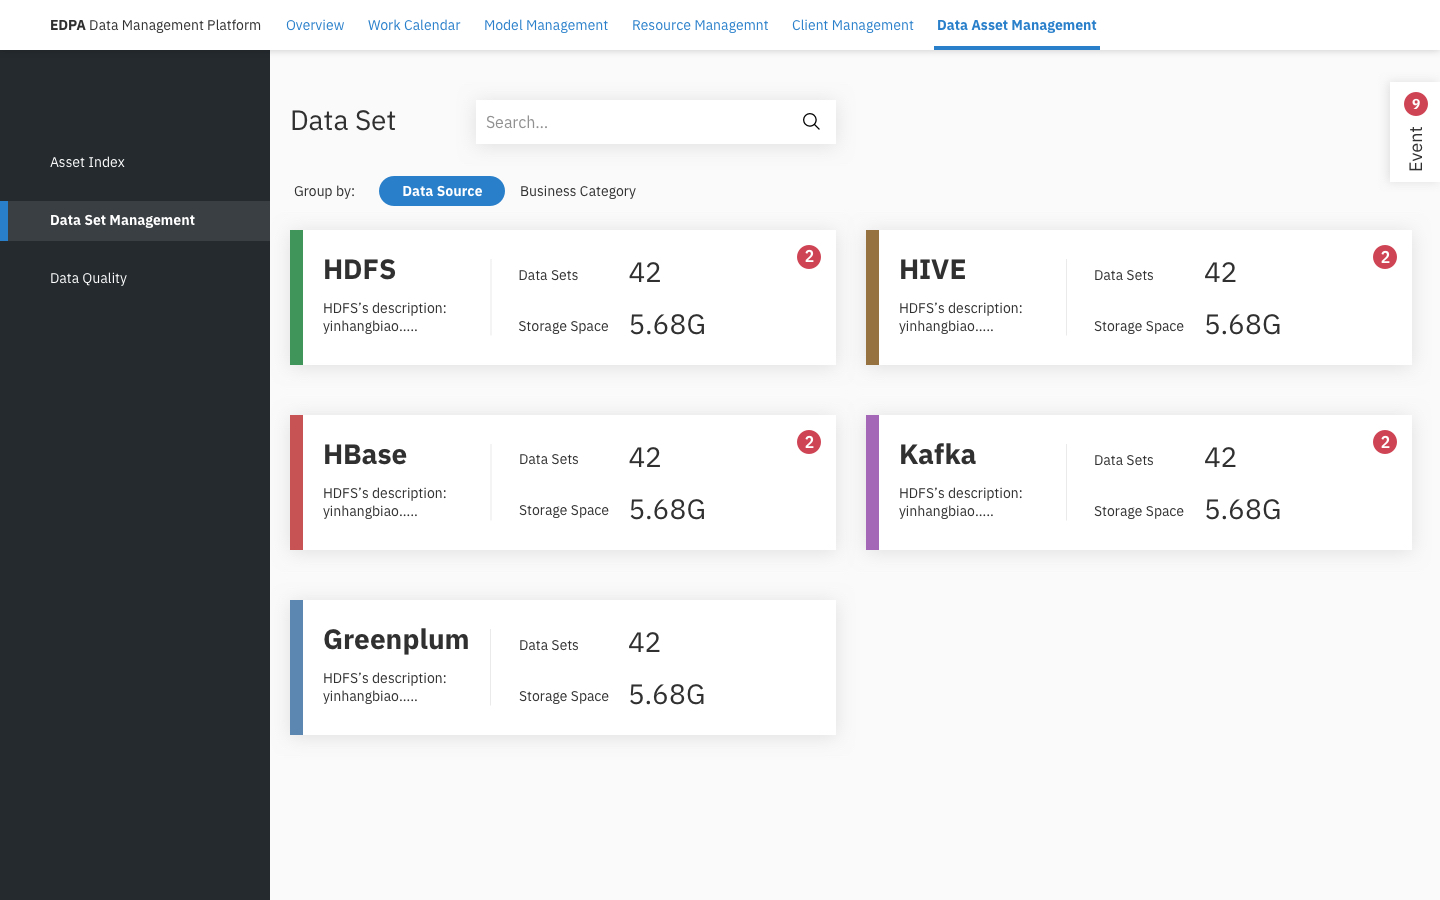 EDPA Data Management Platform
Overview
Work Calendar
Model Management
Resource Managemnt
Client Management
Data Asset Management
Asset Index
Data Set Management
Data Quality
Data Set
Search...
9
Event
Group by:
Data Source
Business Category
HDFS
HDFS's description:
yinhangbiao.....
Data Sets
42
Storage Space
5.68G
2
HIVE
HDFS's description:
yinhangbiao.....
Data Sets
42
Storage Space
5.68G
2
HBase
HDFS's description:
yinhangbiao.....
Data Sets
42
Storage Space
5.68G
2
Kafka
HDFS's description:
yinhangbiao.....
Data Sets
42
Storage Space
5.68G
2
Greenplum
HDFS's description:
yinhangbiao.....
Data Sets
42
Storage Space
5.68G